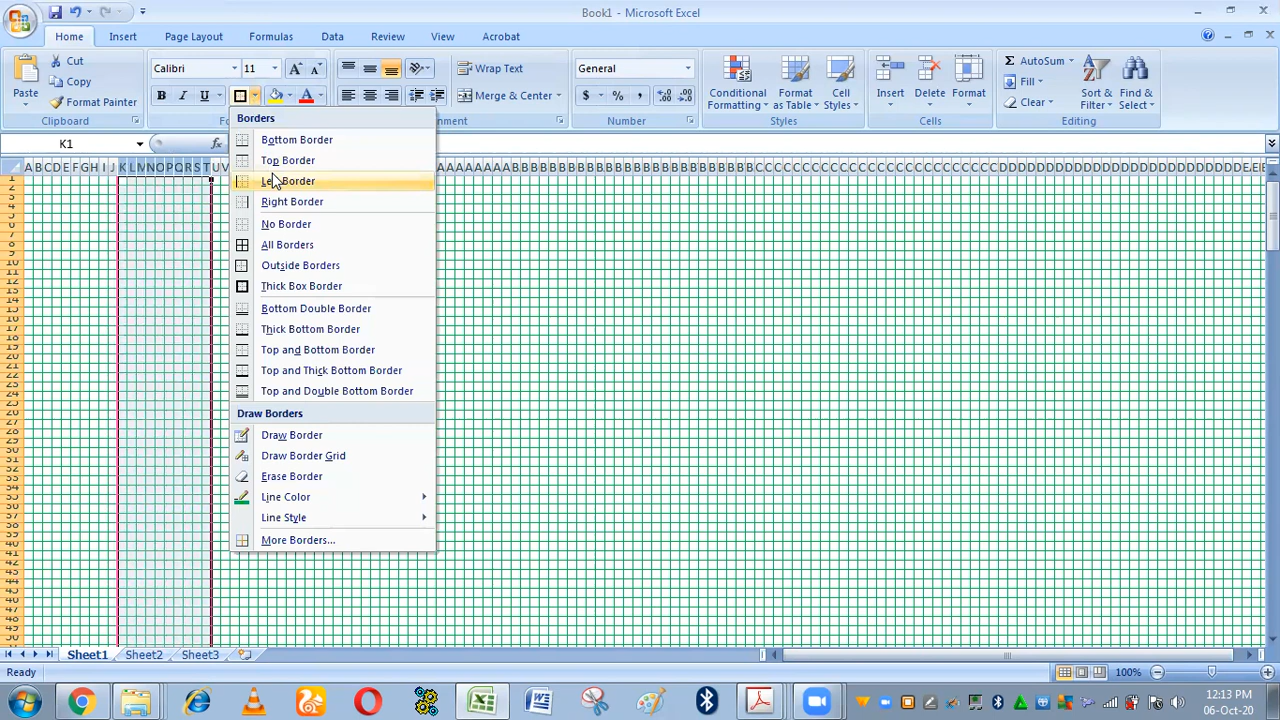 Book1 - Microsoft Excel
Home Insert Page Layout Formulas Data Review View Acrobat
Paste
Cut
Copy
Format Painter
Clipboard
Calibri 11
B I U A
Wrap Text
Merge & Center
General
$ % ,
Number
Conditional Formatting
Format as Table
Cell Styles
Styles
Insert Delete Format
Cells
AutoSum
Fill
Clear
Sort & Filter
Find & Select
Editing
K1
fx
A B C D E F G H I J K L M N O P Q R S T U V
Borders
Bottom Border
Top Border
Border
Right Border
No Border
All Borders
Outside Borders
Thick Box Border
Bottom Double Border
Thick Bottom Border
Top and Bottom Border
Top and Thick Bottom Border
Top and Double Bottom Border
Draw Borders
Draw Border
Draw Border Grid
Erase Border
Line Color
Line Style
More Borders...
Sheet1 Sheet2 Sheet3
Ready
100%
12:13 PM
06-Oct-20